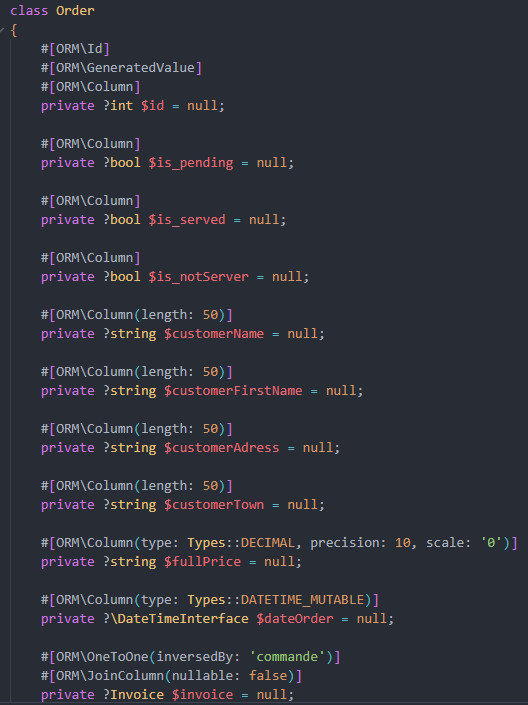 class Order
{
#[ORM\Id]
#[ORM\GeneratedValue]
#[ORM\Column]
private ?int $id = null;
#[ORM\Column]
private ?bool $is_pending = null;
#[ORM\Column]
private ?bool $is_served = null;
#[ORM\Column]
private ?bool $is_notServer = null;
#[ORM\Column(length: 50)]
private ?string $customerName = null;
#[ORM\Column(length: 50)]
private ?string $customerFirstName = null;
#[ORM\Column(length: 50)]
private ?string $customerAdress = null;
#[ORM\Column(length: 50)]
private ?string $customerTown = null;
#[ORM\Column(type: Types::DECIMAL, precision: 10, scale: '0')]
private ?string $fullPrice = null;
#[ORM\Column(type: Types::DATETIME_MUTABLE)]
private ?\DateTimeInterface $dateOrder = null;
#[ORM\OneToOne(inversedBy: 'commande')]
#[ORM\JoinColumn(nullable: false)]
private ?Invoice $invoice = null;